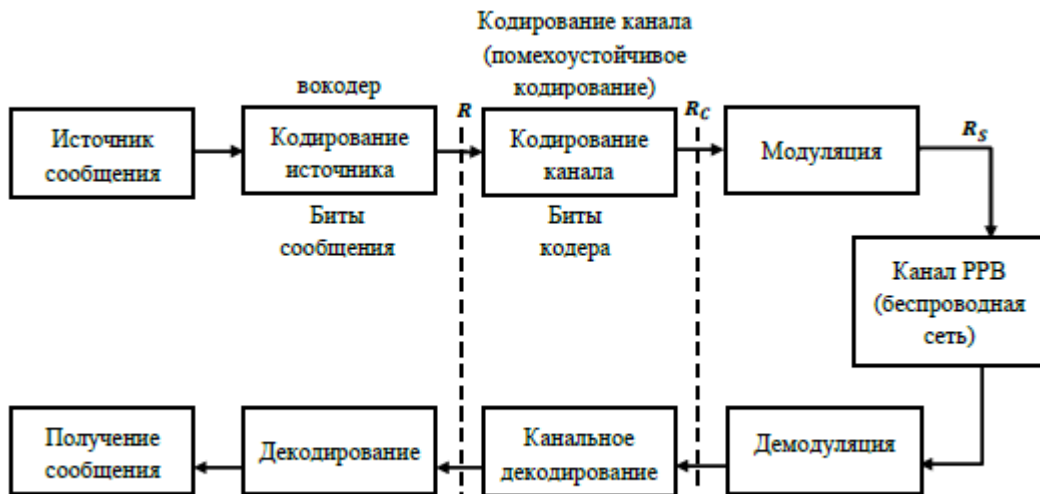 Кодирование канала
(помехоустойчивое
кодирование)
вокодер
R
R_C
Источник
сообщения
Кодирование
источника
Кодирование
канала
Модуляция
R_S
Биты
сообщения
Биты
кодера
Канал РРВ
(беспроводная
сеть)
Получение
сообщения
Декодирование
Канальное
декодирование
Демодуляция